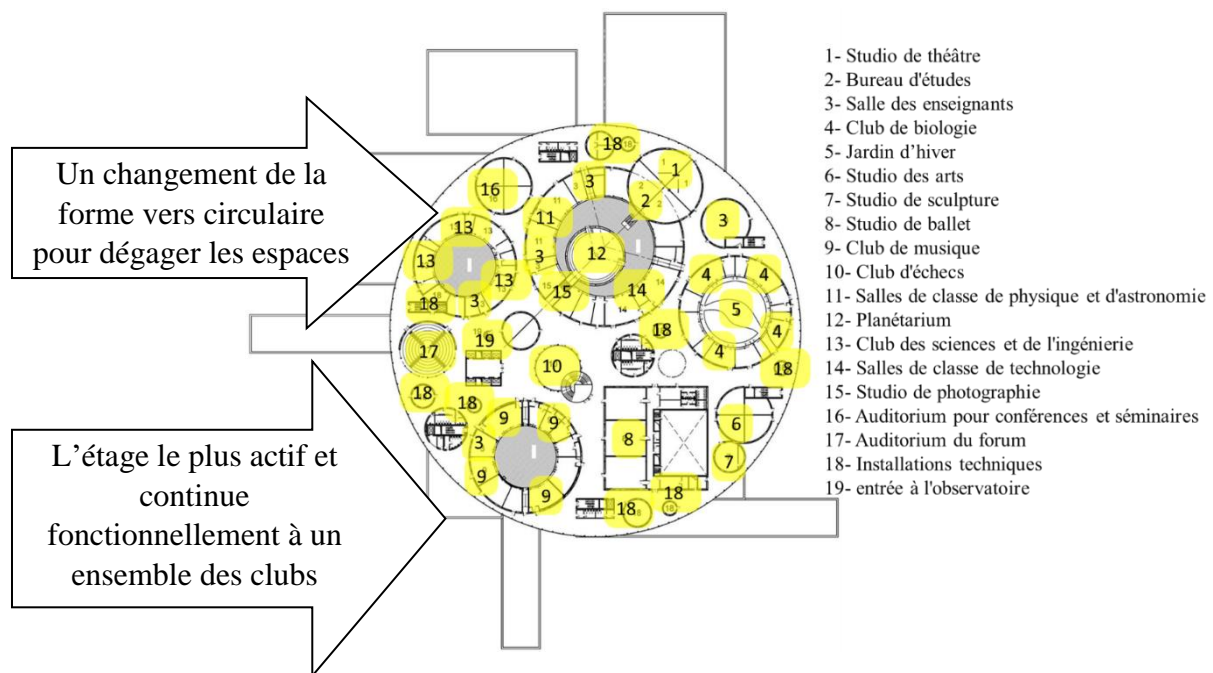 Un changement de la
forme vers circulaire
pour dégager les espaces
L'étage le plus actif et
continue
fonctionnellement à un
ensemble des clubs
18
16
3
1
2
11
13
3
12
3
13
13
15
14
4
4
18
3
5
4
19
18
17
10
4
18
18
18
9
9
6
3
8
7
9
9
18
18
1- Studio de théâtre
2- Bureau d'études
3- Salle des enseignants
4- Club de biologie
5- Jardin d'hiver
6- Studio des arts
7- Studio de sculpture
8- Studio de ballet
9- Club de musique
10- Club d'échecs
11- Salles de classe de physique et d'astronomie
12- Planétarium
13- Club des sciences et de l'ingénierie
14- Salles de classe de technologie
15- Studio de photographie
16- Auditorium pour conférences et séminaires
17- Auditorium du forum
18- Installations techniques
19- entrée à l'observatoire